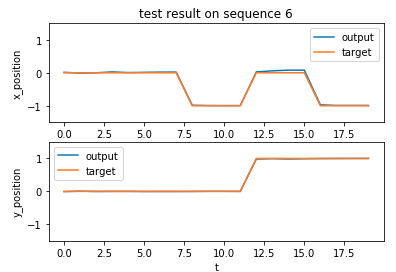 test result on sequence 6
x_position
1
0
−1
output
target
0.0 2.5 5.0 7.5 10.0 12.5 15.0 17.5
y_position
1
0
−1
output
target
0.0 2.5 5.0 7.5 10.0 12.5 15.0 17.5
t